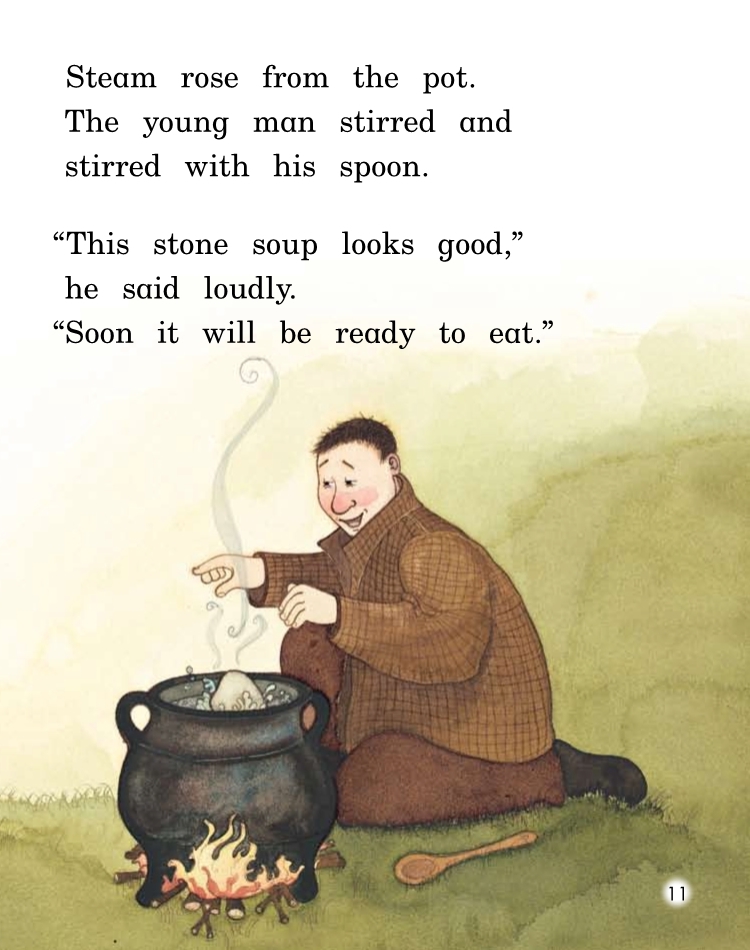 Steam rose from the pot.
The young man stirred and
stirred with his spoon.
“This stone soup looks good,”
he said loudly.
“Soon it will be ready to eat.”
11